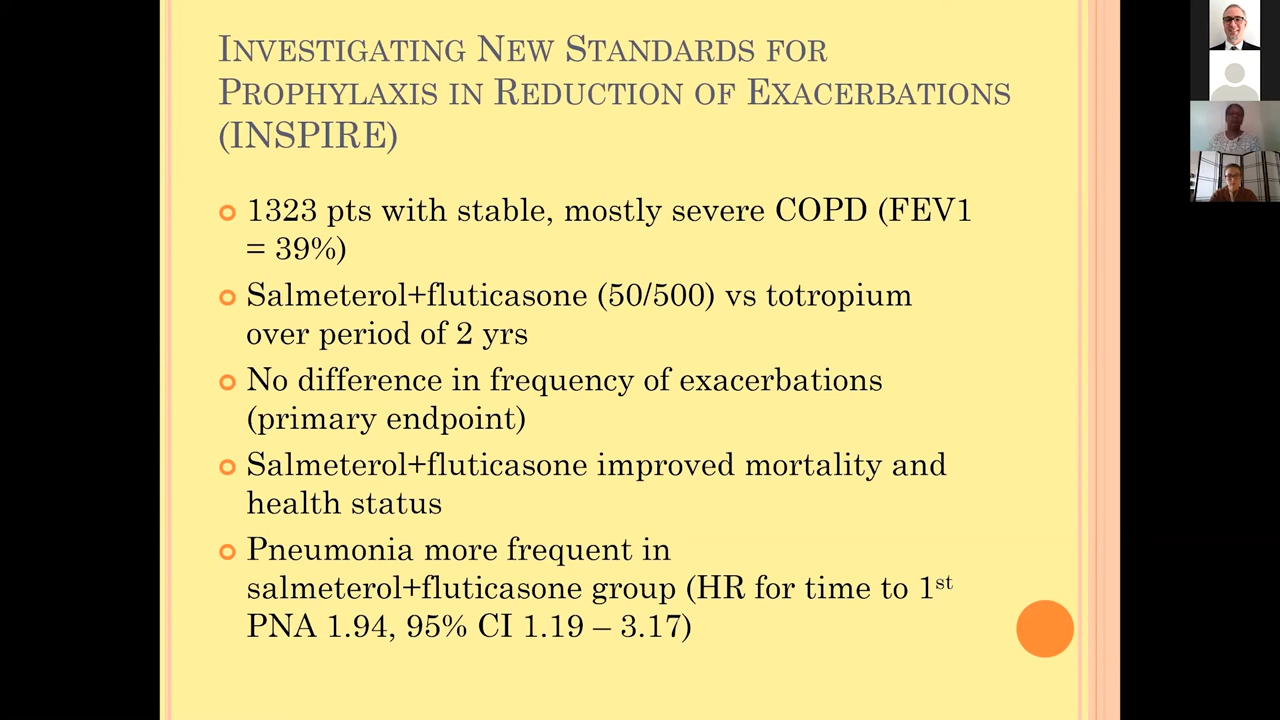 INVESTIGATING NEW STANDARDS FOR
PROPHYLAXIS IN REDUCTION OF EXACERBATIONS
(INSPIRE)
1323 pts with stable, mostly severe COPD (FEV1
= 39%)
Salmeterol+fluticasone (50/500) vs totropium
over period of 2 yrs
No difference in frequency of exacerbations
(primary endpoint)
Salmeterol+fluticasone improved mortality and
health status
Pneumonia more frequent in
salmeterol+fluticasone group (HR for time to 1st
PNA 1.94, 95% CI 1.19 – 3.17)